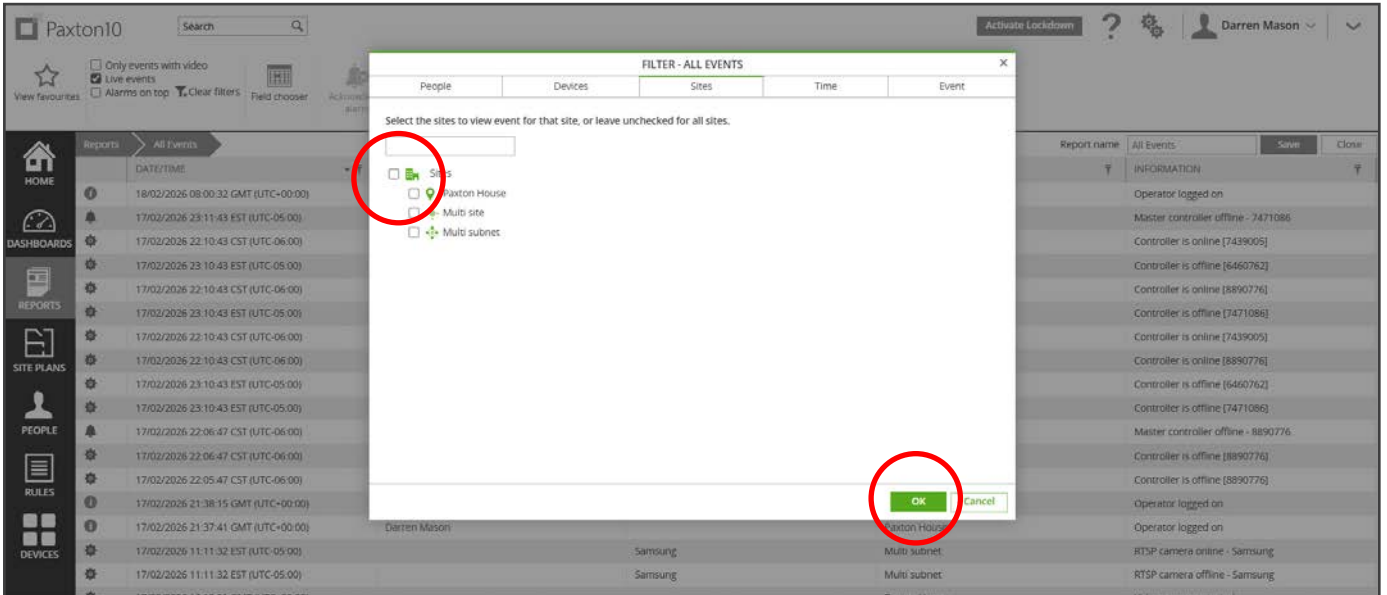 Paxton10
Search
Activate Lockdown
?
Darren Mason
View favourites
Only events with video
Live events
Alarms on top
Clear filters
Field chooser
FILTER - ALL EVENTS
People
Devices
Sites
Time
Event
Select the sites to view event for that site, or leave unchecked for all sites.
Sites
Paxton House
Multi site
Multi subnet
OK
Cancel
HOME
DASHBOARDS
REPORTS
SITE PLANS
PEOPLE
RULES
DEVICES
Reports
All Events
Report name
All Events
Save
Close
DATE/TIME
INFORMATION
18/02/2026 08:00:32 GMT (UTC+00:00) Operator logged on
17/02/2026 23:11:43 EST (UTC-05:00) Master controller offline - 7471086
17/02/2026 22:10:43 CST (UTC-06:00) Controller is online [7439005]
17/02/2026 23:10:43 EST (UTC-05:00) Controller is offline [6460762]
17/02/2026 22:10:43 CST (UTC-06:00) Controller is online [8890776]
17/02/2026 23:10:43 EST (UTC-05:00) Controller is offline [7471086]
17/02/2026 22:10:43 CST (UTC-06:00) Controller is online [7439005]
17/02/2026 22:10:43 CST (UTC-06:00) Controller is online [8890776]
17/02/2026 23:10:43 EST (UTC-05:00) Controller is offline [6460762]
17/02/2026 23:10:43 EST (UTC-05:00) Controller is offline [7471086]
17/02/2026 22:06:47 CST (UTC-06:00) Master controller offline - 8890776
17/02/2026 22:06:47 CST (UTC-06:00) Controller is offline [8890776]
17/02/2026 22:05:47 CST (UTC-06:00) Controller is offline [8890776]
17/02/2026 21:38:15 GMT (UTC+00:00) Operator logged on
17/02/2026 21:37:41 GMT (UTC+00:00) Darren Mason Paxton House Operator logged on
17/02/2026 11:11:32 EST (UTC-05:00) Samsung Multi subnet RTSP camera online - Samsung
17/02/2026 11:11:32 EST (UTC-05:00) Samsung Multi subnet RTSP camera offline - Samsung